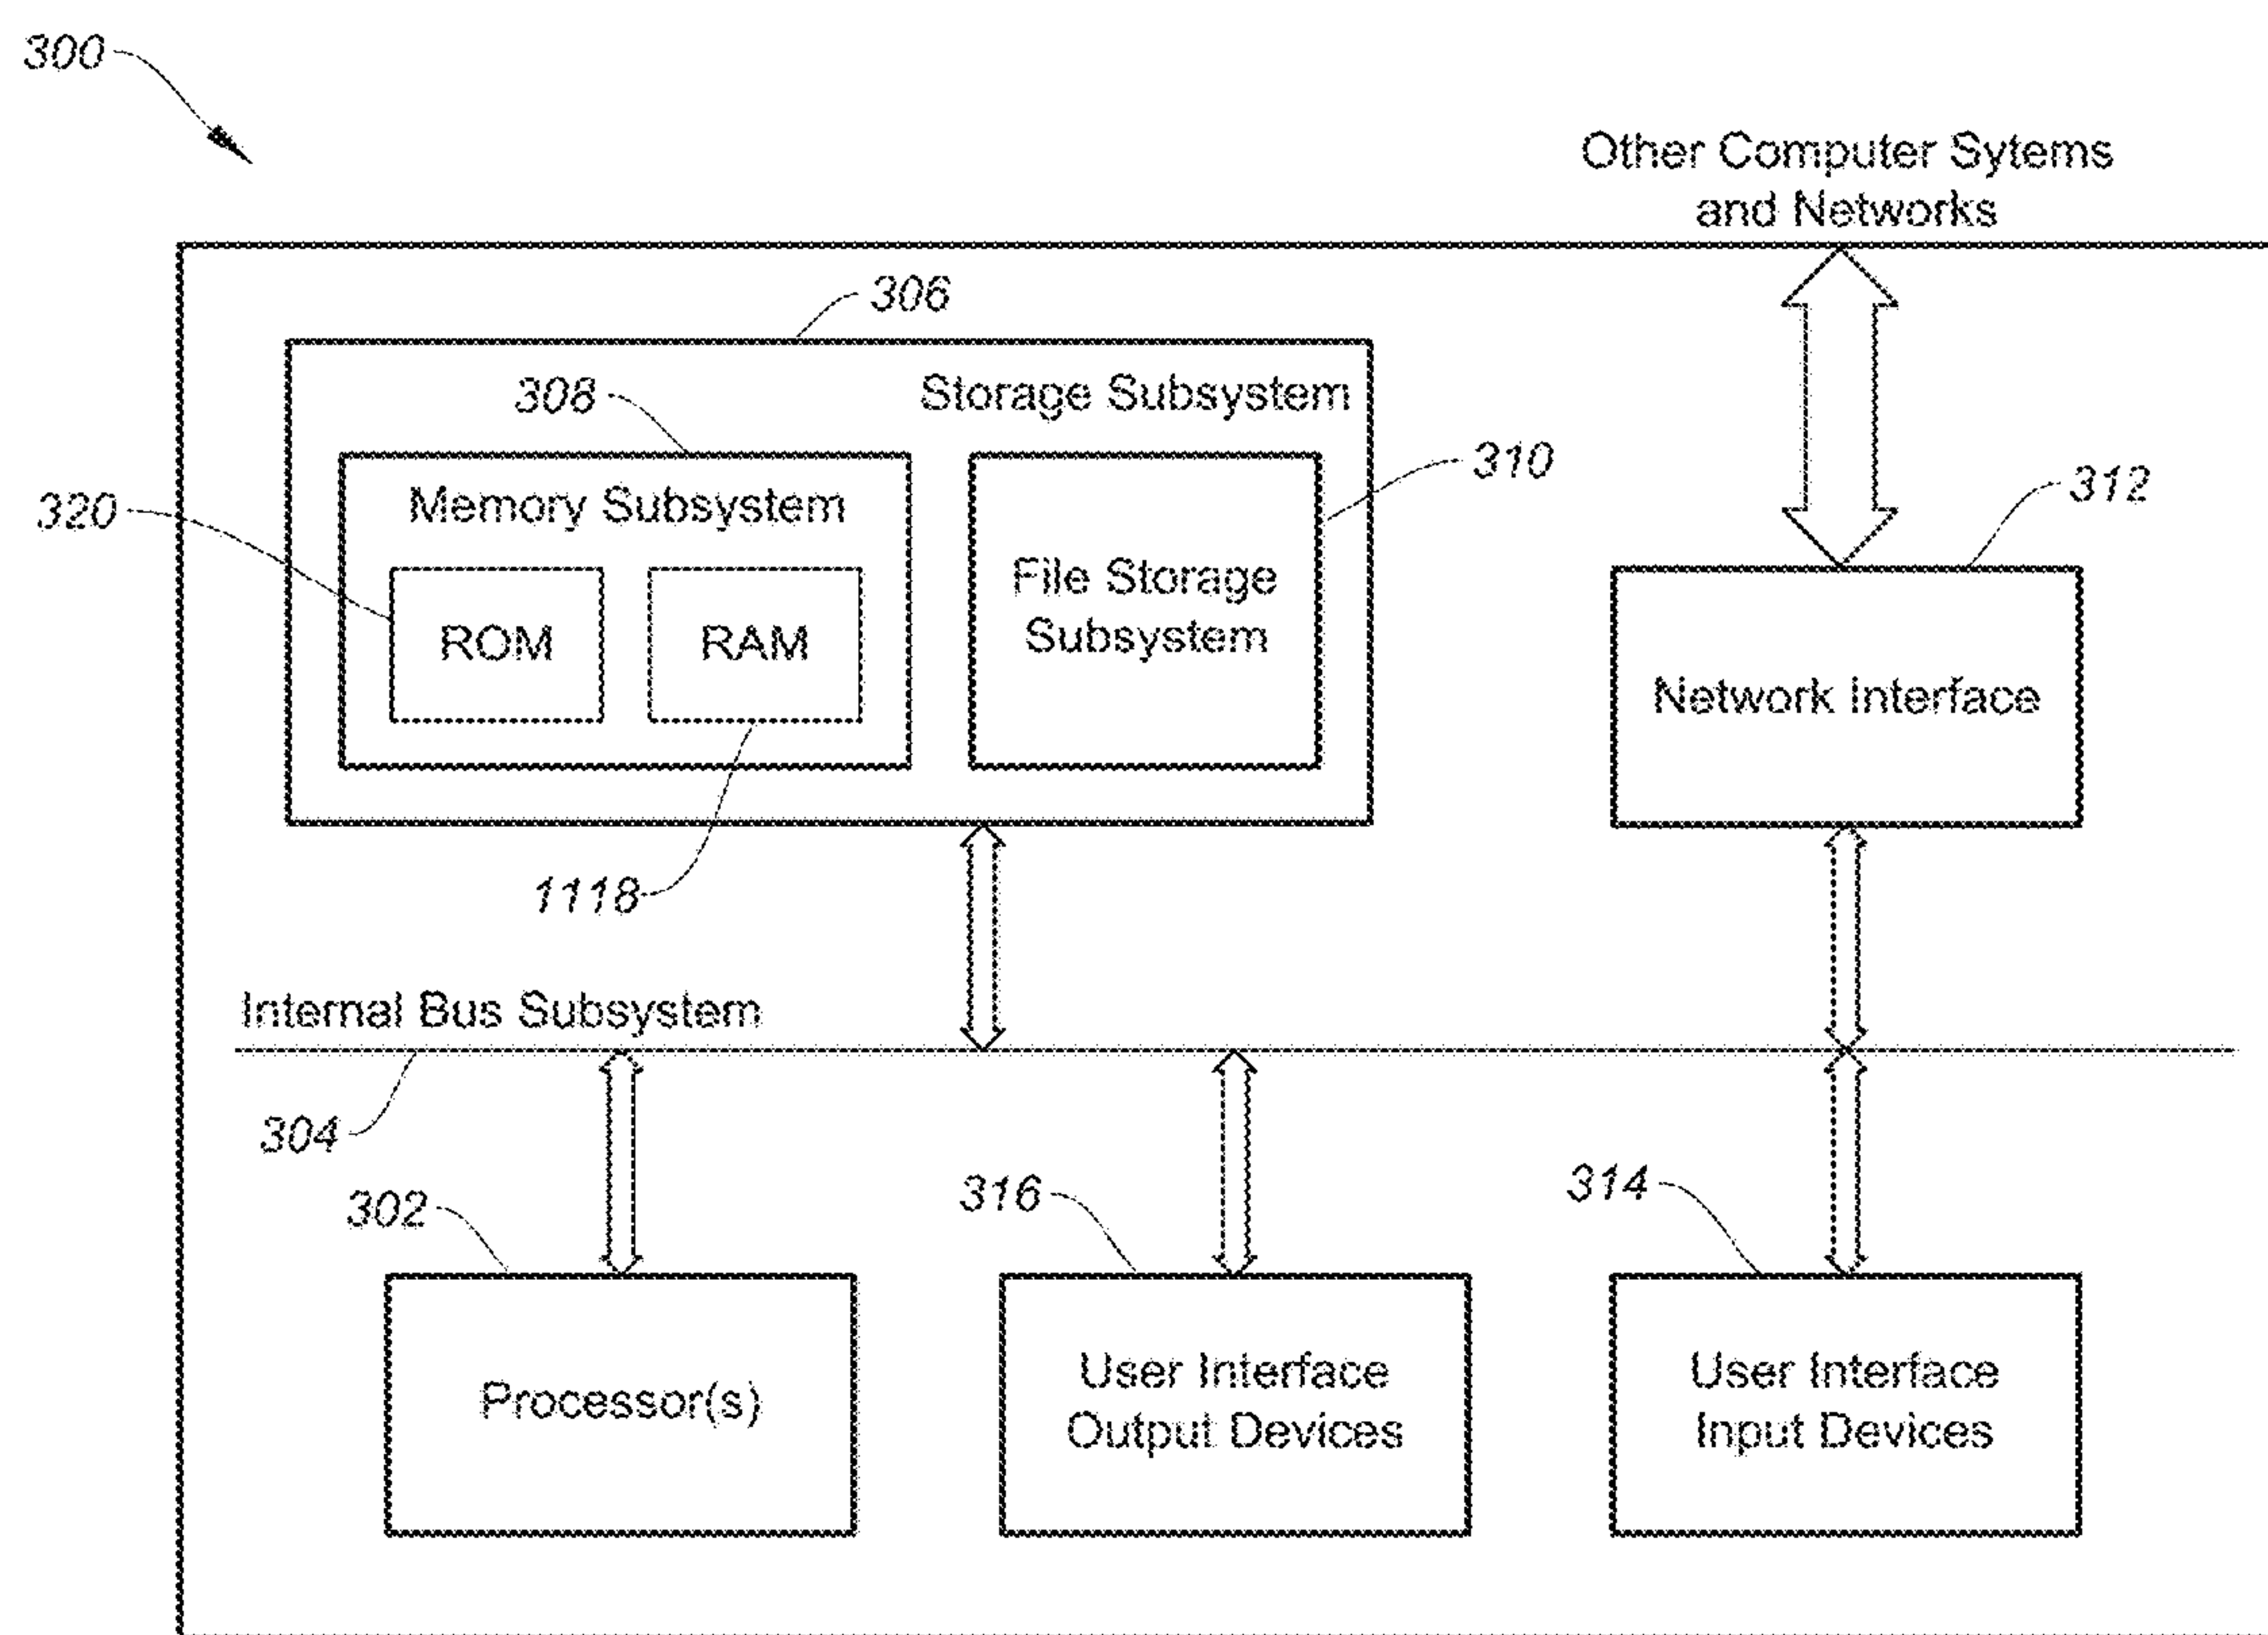 300
Other Computer Sytems
and Networks
306
308
Storage Subsystem
310
320
Memory Subsystem
312
File Storage
Subsystem
ROM
RAM
Network Interface
1118
Internal Bus Subsystem
304
302
316
314
Processor(s)
User Interface
Output Devices
User Interface
Input Devices